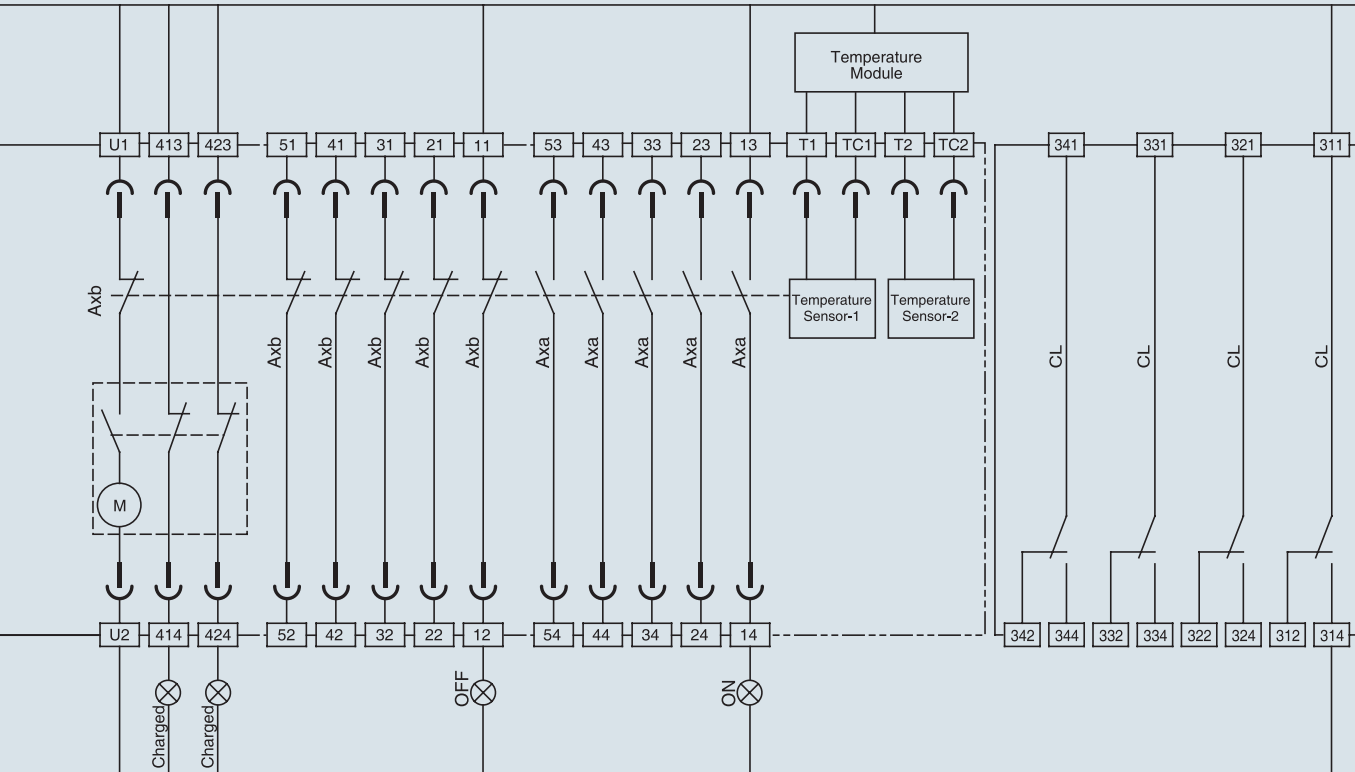 Temperature
Module
U1 413 423 51 41 31 21 11 53 43 33 23 13 T1 TC1 T2 TC2 341 331 321 311
Axb
Temperature
Sensor-1
Temperature
Sensor-2
Axb Axb Axb Axb Axb Axa Axa Axa Axa Axa CL CL CL CL
M
U2 414 424 52 42 32 22 12 54 44 34 24 14 342 344 332 334 322 324 312 314
Charged Charged OFF ON